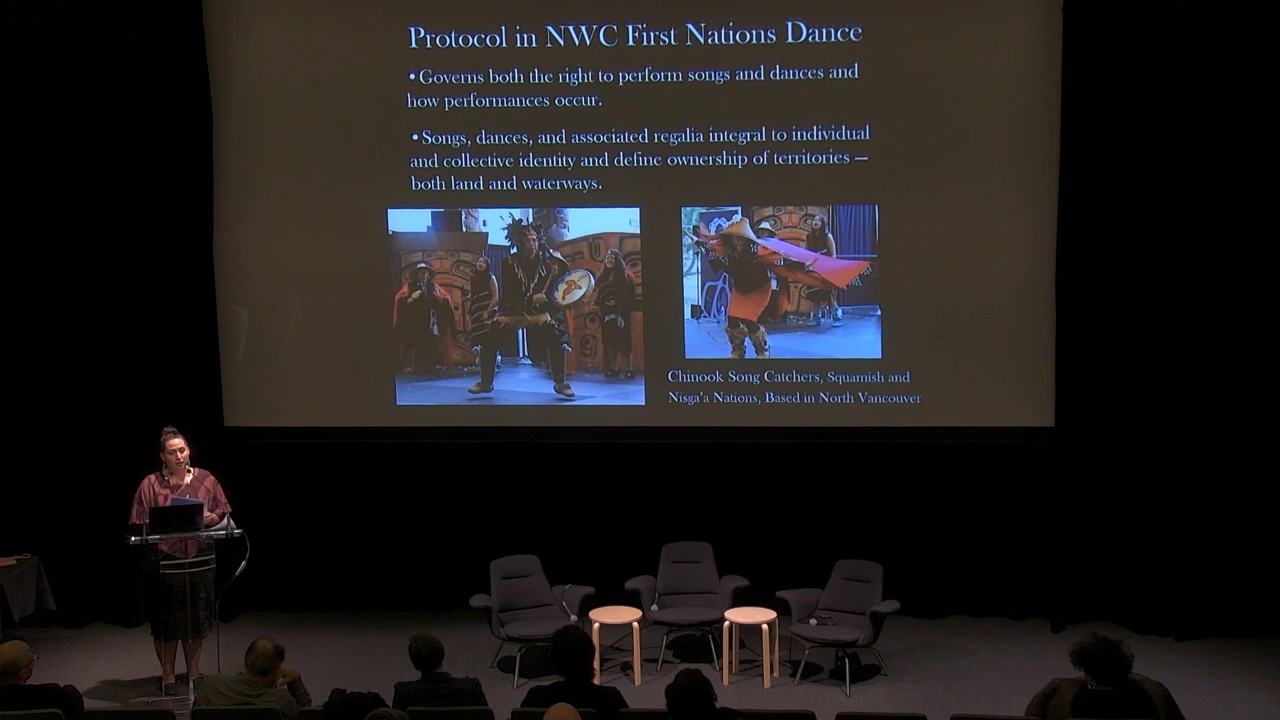 Protocol in NWC First Nations Dance
•Governs both the right to perform songs and dances and
how performances occur.
•Songs, dances, and associated regalia integral to individual
and collective identity and define ownership of territories —
both land and waterways.
Chinook Song Catchers, Squamish and
Nisga'a Nations, Based in North Vancouver